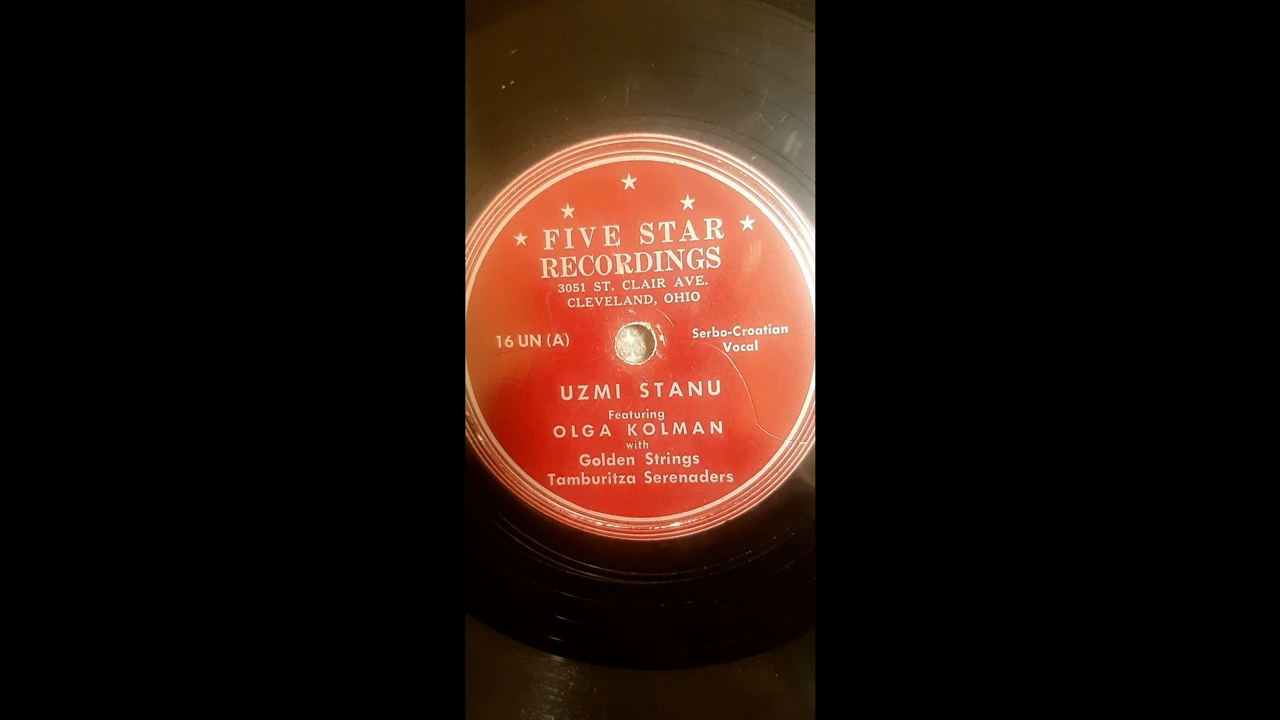 FIVE STAR
RECORDINGS
3051 ST. CLAIR AVE.
CLEVELAND, OHIO
16 UN (A)
Serbo-Croatian
Vocal
UZMI STANU
Featuring
OLGA KOLMAN
with
Golden Strings
Tamburitza Serenaders